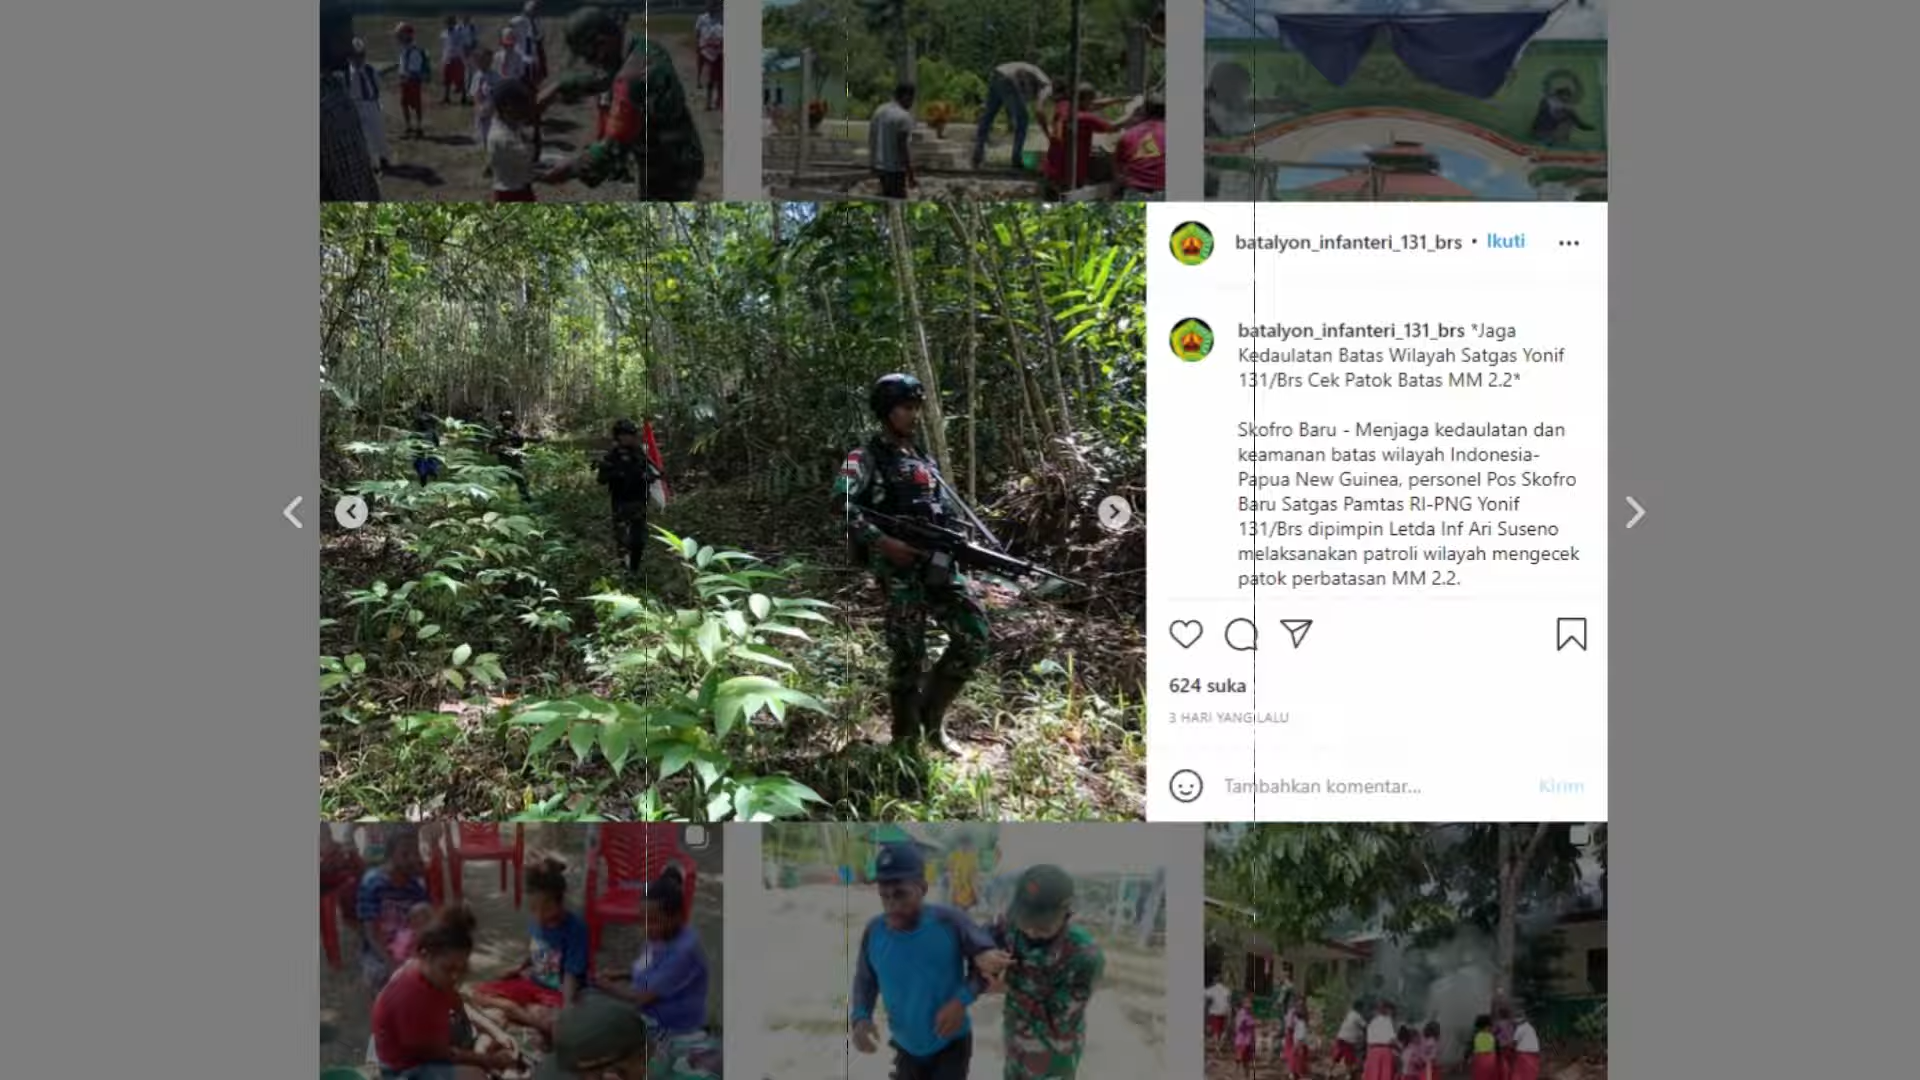 batalyon_infanteri_131_brs • Ikuti
batalyon_infanteri_131_brs *Jaga
Kedaulatan Batas Wilayah Satgas Yonif
131/Brs Cek Patok Batas MM 2.2*
Skofro Baru - Menjaga kedaulatan dan
keamanan batas wilayah Indonesia-
Papua New Guinea, personel Pos Skofro
Baru Satgas Pamtas RI-PNG Yonif
131/Brs dipimpin Letda Inf Ari Suseno
melaksanakan patroli wilayah mengecek
patok perbatasan MM 2.2.
624 suka
3 HARI YANG LALU
Tambahkan komentar...
Kirim